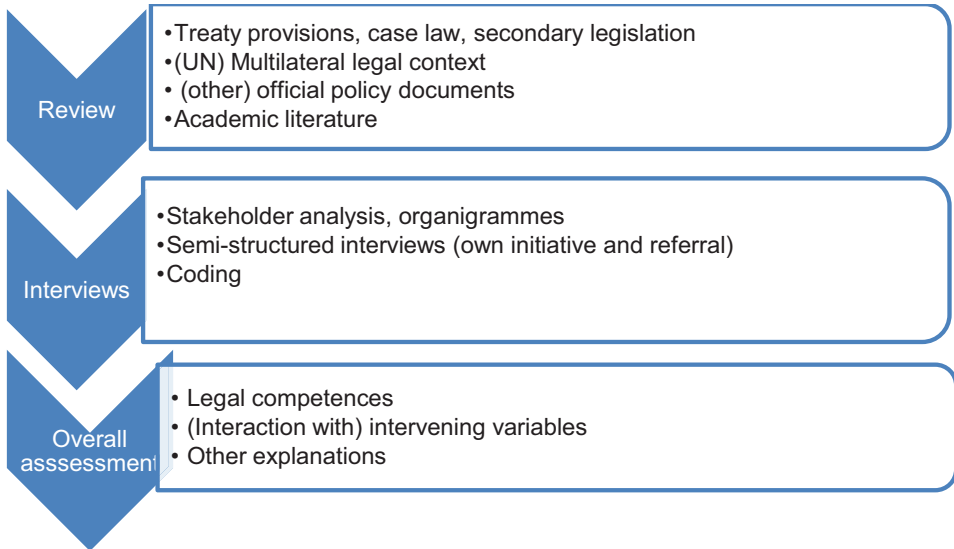 Review
•Treaty provisions, case law, secondary legislation
•(UN) Multilateral legal context
• (other) official policy documents
•Academic literature
Interviews
•Stakeholder analysis, organigrammes
•Semi-structured interviews (own initiative and referral)
•Coding
Overall
asssessment
• Legal competences
• (Interaction with) intervening variables
• Other explanations